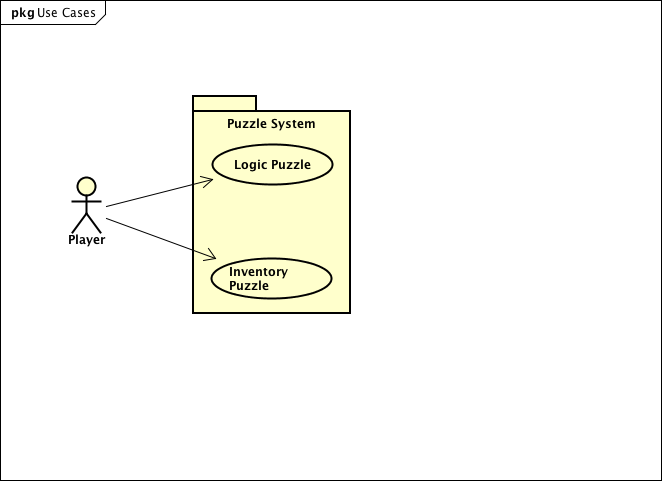 pkg Use Cases
Puzzle System
Logic Puzzle
Player
Inventory
Puzzle